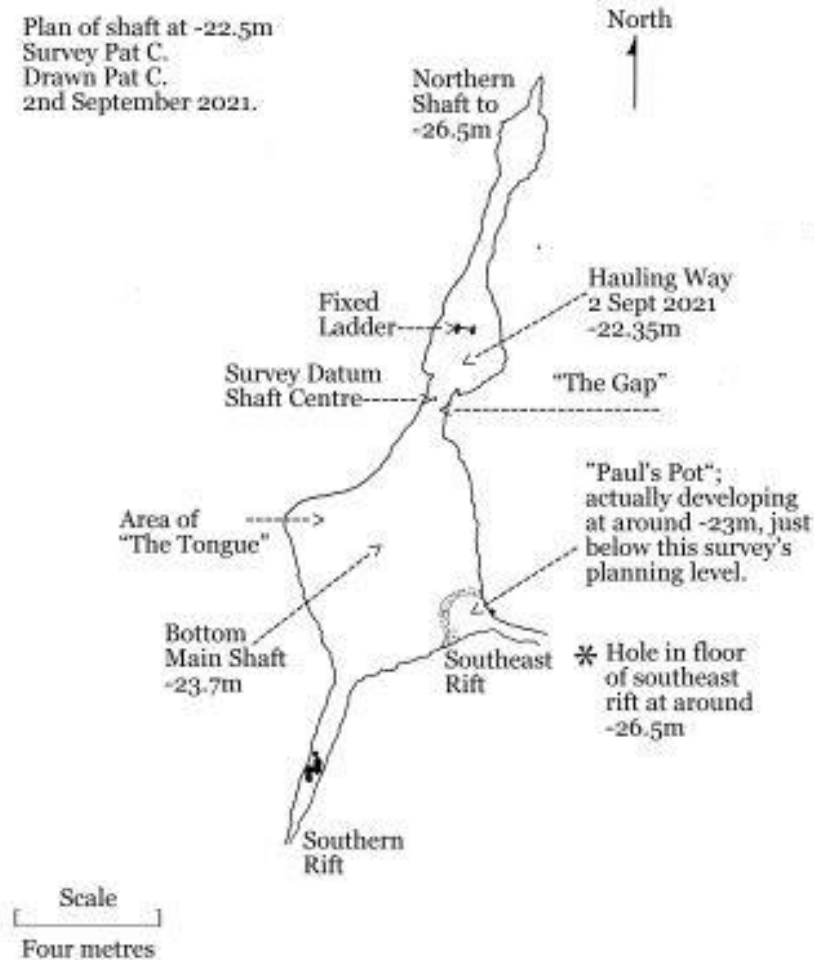 Plan of shaft at -22.5m
Survey Pat C.
Drawn Pat C.
2nd September 2021.
North
Northern
Shaft to
-26.5m
Hauling Way
2 Sept 2021
-22.35m
Fixed
Ladder
Survey Datum
Shaft Centre
“The Gap”
”Paul's Pot“;
actually developing
at around -23m, just
below this survey's
planning level.
Area of
“The Tongue”
Bottom
Main Shaft
-23.7m
Southeast
Rift
* Hole in floor
of southeast
rift at around
-26.5m
Southern
Rift
Scale
Four metres